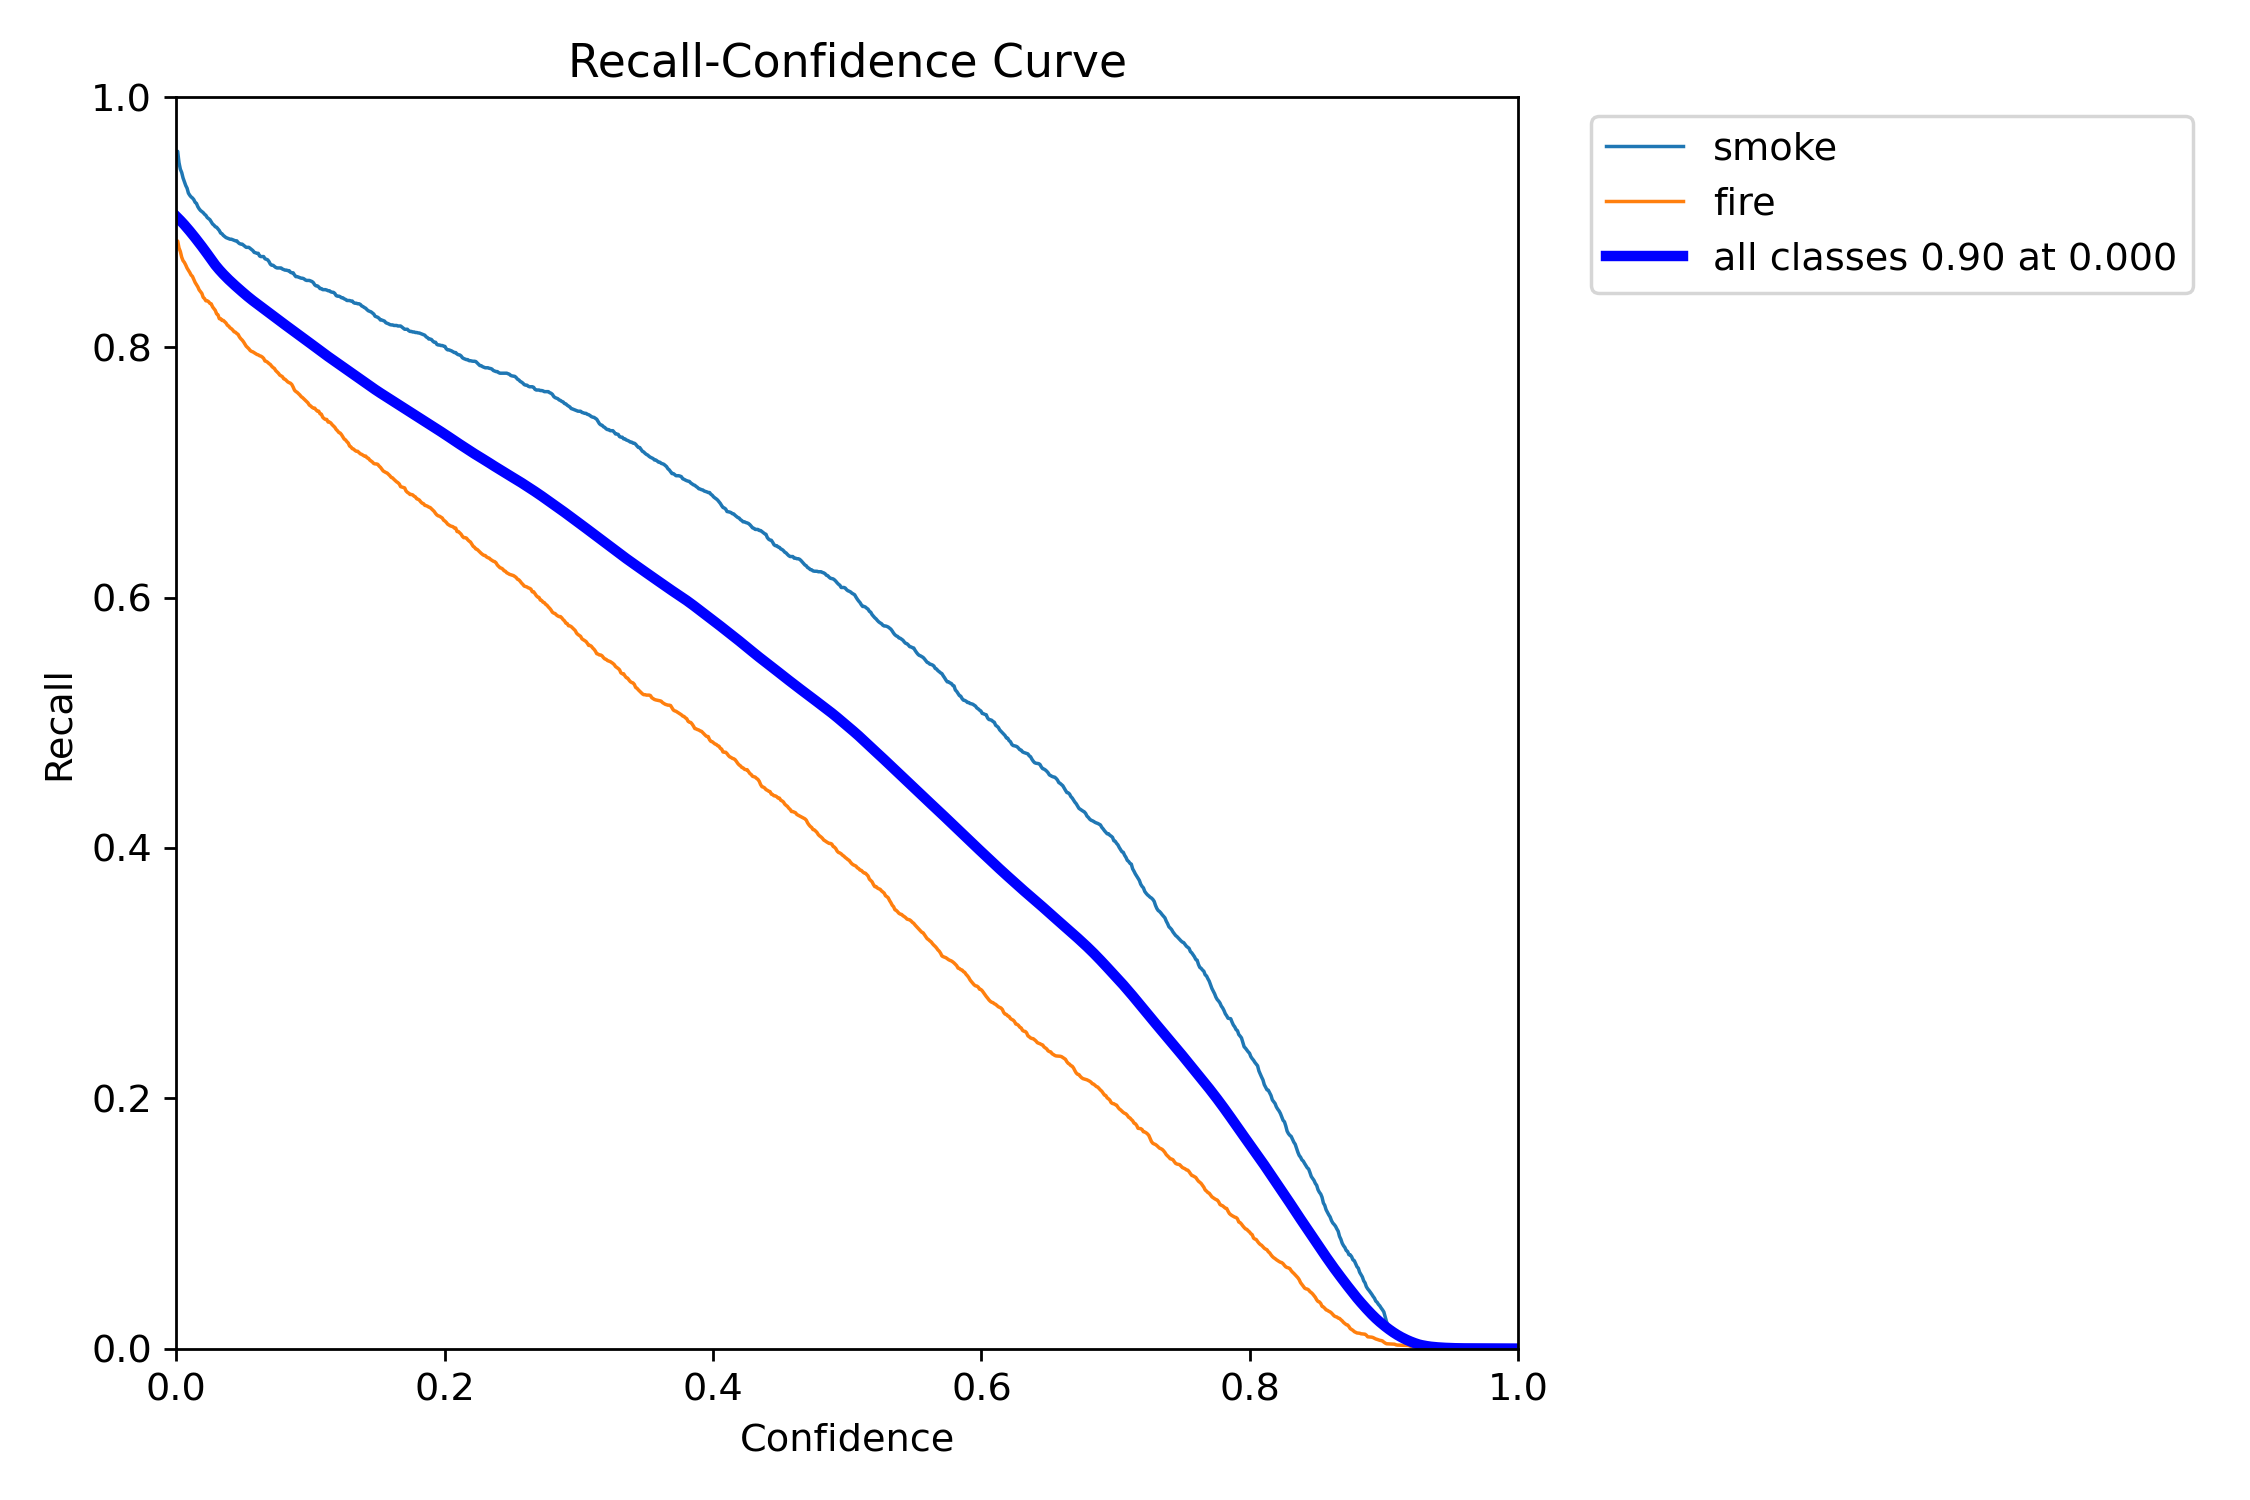 Recall-Confidence Curve
1.0
0.8
0.6
0.4
0.2
0.0
Recall
0.0 0.2 0.4 0.6 0.8 1.0
Confidence
smoke
fire
all classes 0.90 at 0.000